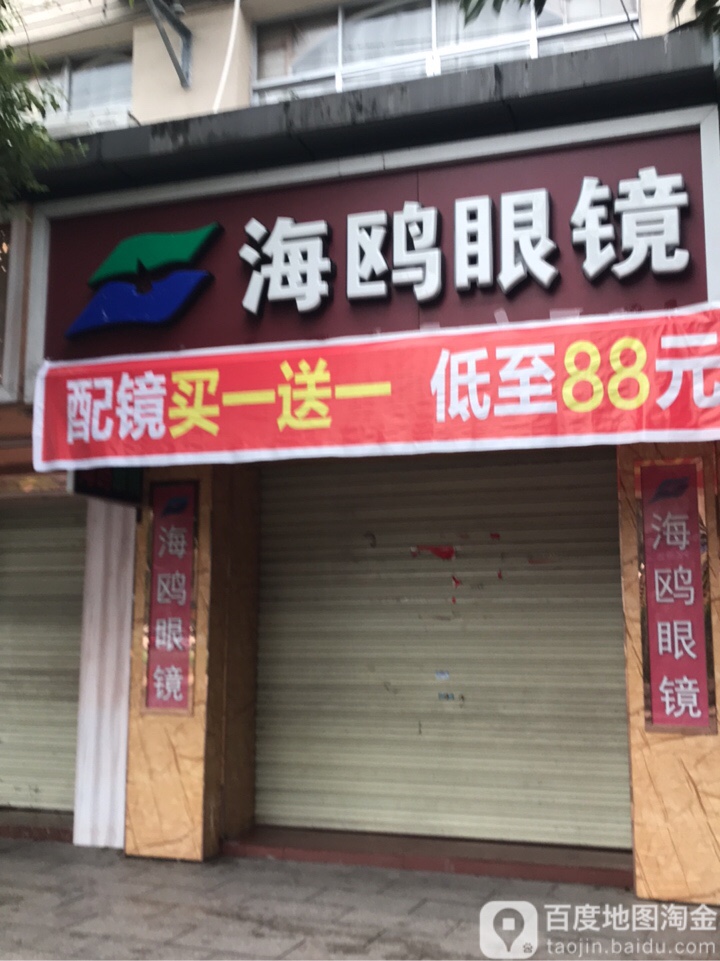 海鸥眼镜
配镜买一送一 低至88元
海鸥眼镜
海鸥眼镜
百度地图淘金
taojin.baidu.com